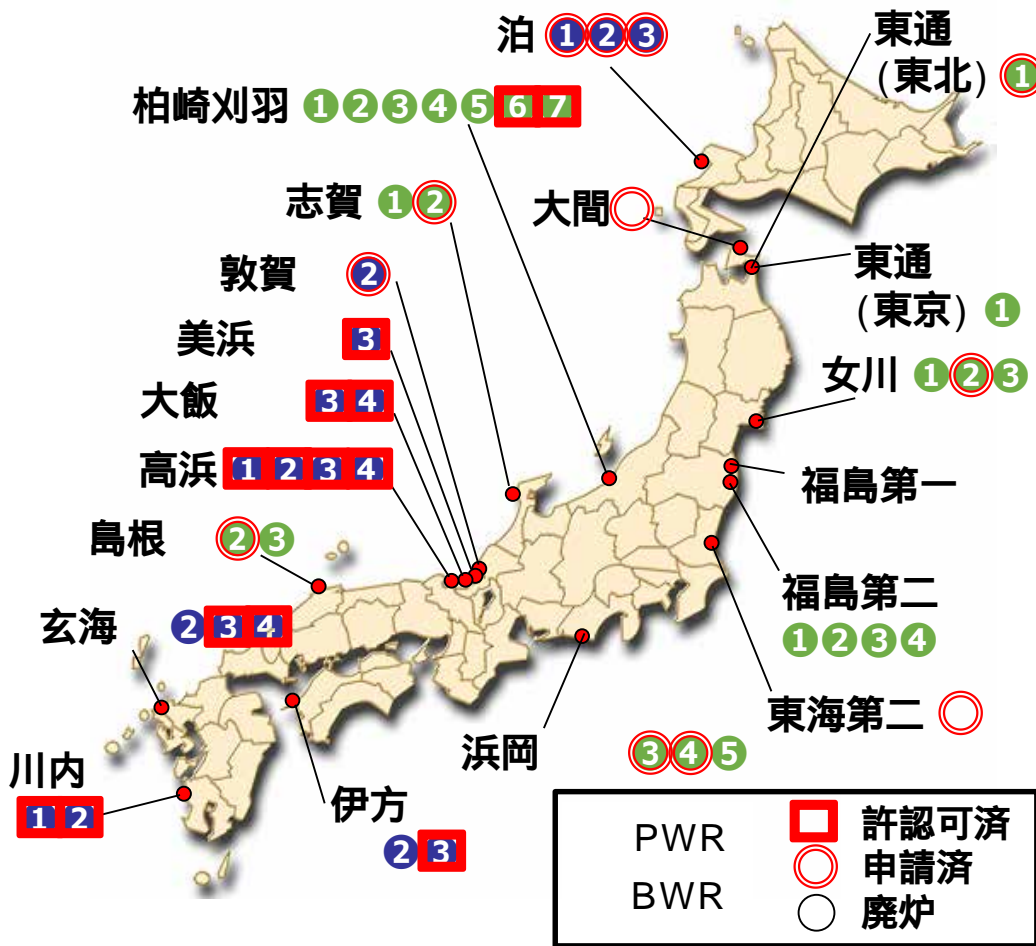 泊 1 2 3
東通
(東北) 1
柏崎刈羽 1 2 3 4 5 6 7
志賀 1 2
大間
敦賀 2
東通
(東京) 1
美浜 3
女川 1 2 3
大飯 3 4
高浜 1 2 3 4
福島第一
島根 2 3
福島第二
1 2 3 4
玄海 2 3 4
東海第二
浜岡 3 4 5
川内
1 2
伊方
2 3
PWR
BWR
許認可済
申請済
廃炉